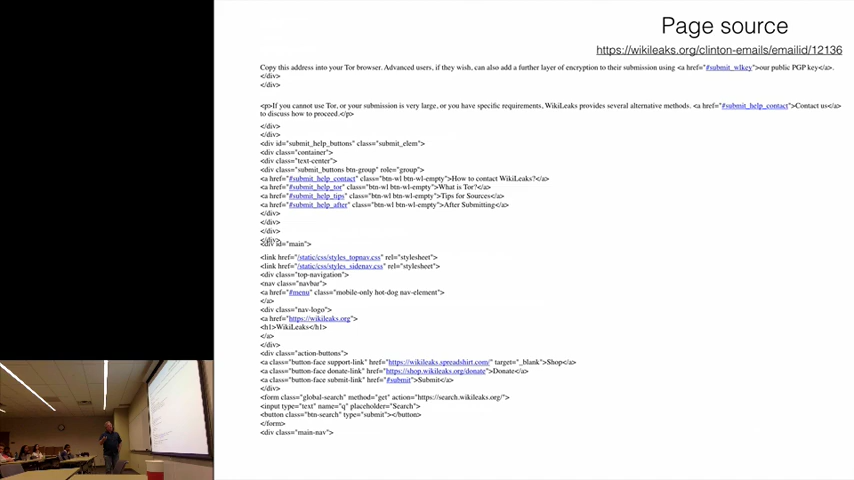 Page source
https://wikileaks.org/clinton-emails/emailid/12136
Copy this address into your Tor browser. Advanced users, if they wish, can also add a further layer of encryption to their submission using <a href="#submit_wlkey">our public PGP key</a>.
</div>
</div>
<p>If you cannot use Tor, or your submission is very large, or you have specific requirements, WikiLeaks provides several alternative methods. <a href="#submit_help_contact">Contact us</a>
to discuss how to proceed.</p>
</div>
</div>
<div id="submit_help_buttons" class="submit_elem">
<div class="container">
<div class="text-center">
<div class="submit_buttons btn-group" role="group">
<a href="#submit_help_contact" class="btn-wl btn-wl-empty">How to contact WikiLeaks?</a>
<a href="#submit_help_tor" class="btn-wl btn-wl-empty">What is Tor?</a>
<a href="#submit_help_tips" class="btn-wl btn-wl-empty">Tips for Sources</a>
<a href="#submit_help_after" class="btn-wl btn-wl-empty">After Submitting</a>
</div>
</div>
</div>
</div>
<div id="main">
<link href="/static/css/styles_topnav.css" rel="stylesheet">
<link href="/static/css/styles_sidenav.css" rel="stylesheet">
<div class="top-navigation">
<nav class="navbar">
<a href="#menu" class="mobile-only hot-dog nav-element">
</a>
<div class="nav-logo">
<a href="https://wikileaks.org">
<h1>WikiLeaks</h1>
</a>
</div>
<div class="action-buttons">
<a class="button-face support-link" href="https://wikileaks.spreadshirt.com/" target="_blank">Shop</a>
<a class="button-face donate-link" href="https://shop.wikileaks.org/donate">Donate</a>
<a class="button-face submit-link" href="#submit">Submit</a>
</div>
<form class="global-search" method="get" action="https://search.wikileaks.org/">
<input type="text" name="q" placeholder="Search">
<button class="btn-search" type="submit"></button>
</form>
<div class="main-nav">